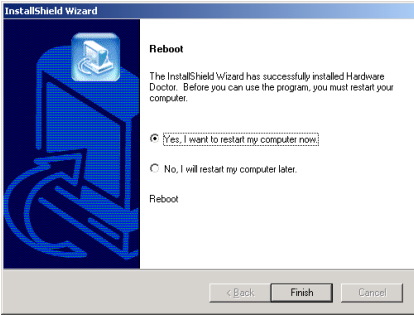 InstallShield Wizard
Reboot
The InstallShield Wizard has successfully installed Hardware
Doctor. Before you can use the program, you must restart your
computer.
Yes, I want to restart my computer now.
No, I will restart my computer later.
Reboot
< Back
Finish
Cancel